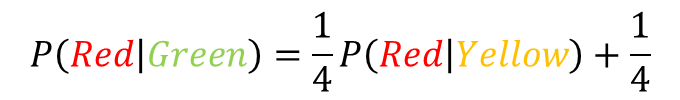 P(Red|Green) = 1/4 P(Red|Yellow) + 1/4